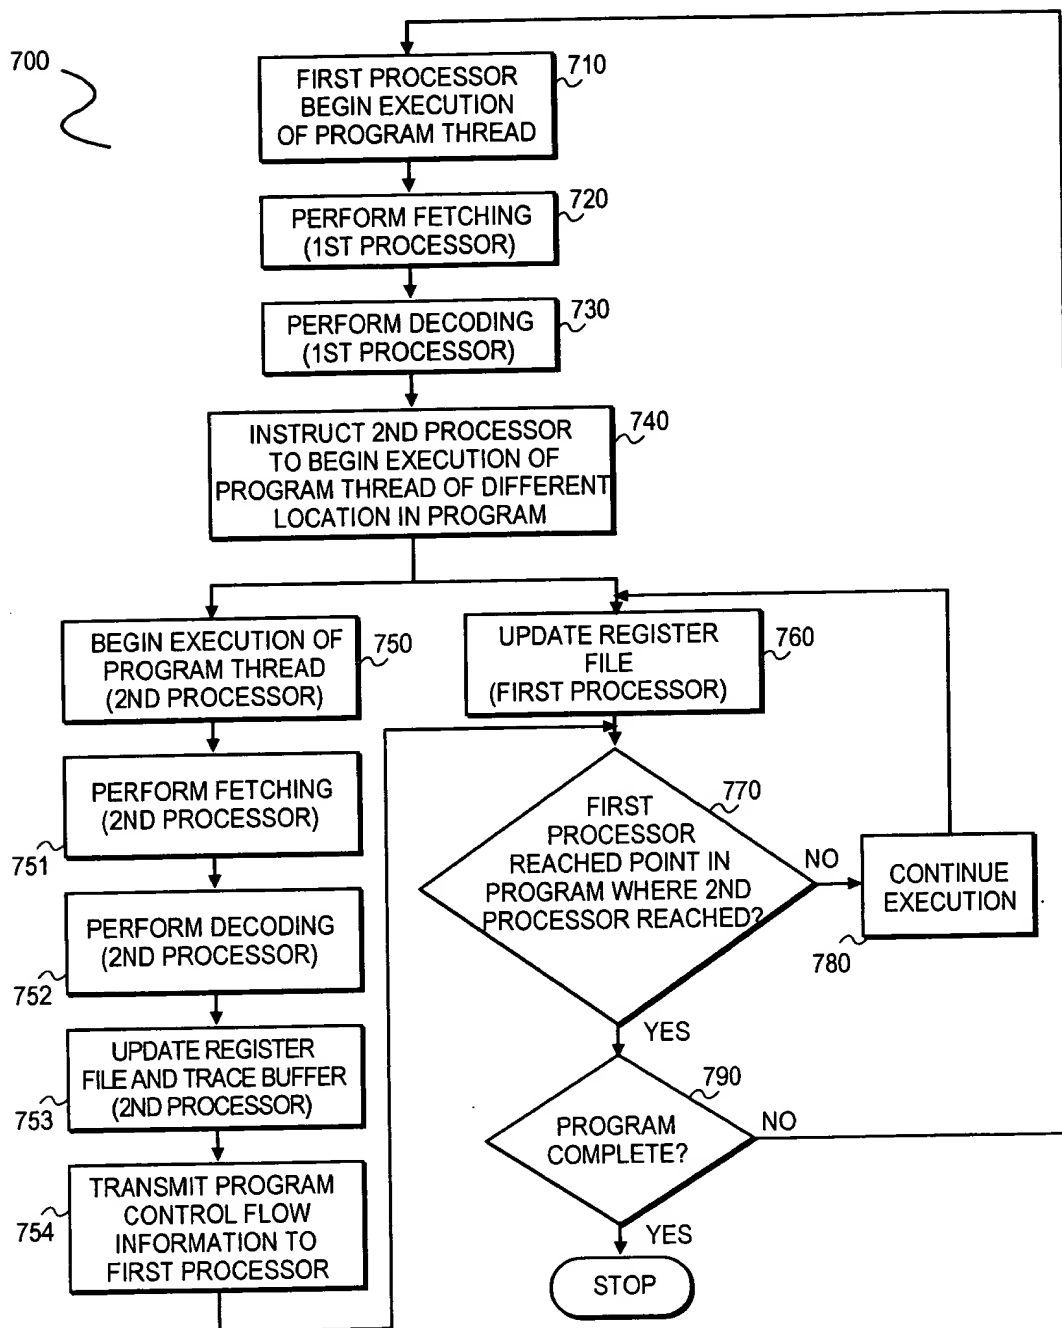 700
FIRST PROCESSOR
BEGIN EXECUTION
OF PROGRAM THREAD
710
PERFORM FETCHING
(1ST PROCESSOR)
720
PERFORM DECODING
(1ST PROCESSOR)
730
INSTRUCT 2ND PROCESSOR
TO BEGIN EXECUTION OF
PROGRAM THREAD OF DIFFERENT
LOCATION IN PROGRAM
740
BEGIN EXECUTION OF
PROGRAM THREAD
(2ND PROCESSOR)
750
PERFORM FETCHING
(2ND PROCESSOR)
751
PERFORM DECODING
(2ND PROCESSOR)
752
UPDATE REGISTER
FILE AND TRACE BUFFER
(2ND PROCESSOR)
753
TRANSMIT PROGRAM
CONTROL FLOW
INFORMATION TO
FIRST PROCESSOR
754
UPDATE REGISTER
FILE
(FIRST PROCESSOR)
760
FIRST
PROCESSOR
REACHED POINT IN
PROGRAM WHERE 2ND
PROCESSOR REACHED?
770
NO
CONTINUE
EXECUTION
780
YES
PROGRAM
COMPLETE?
790
NO
YES
STOP